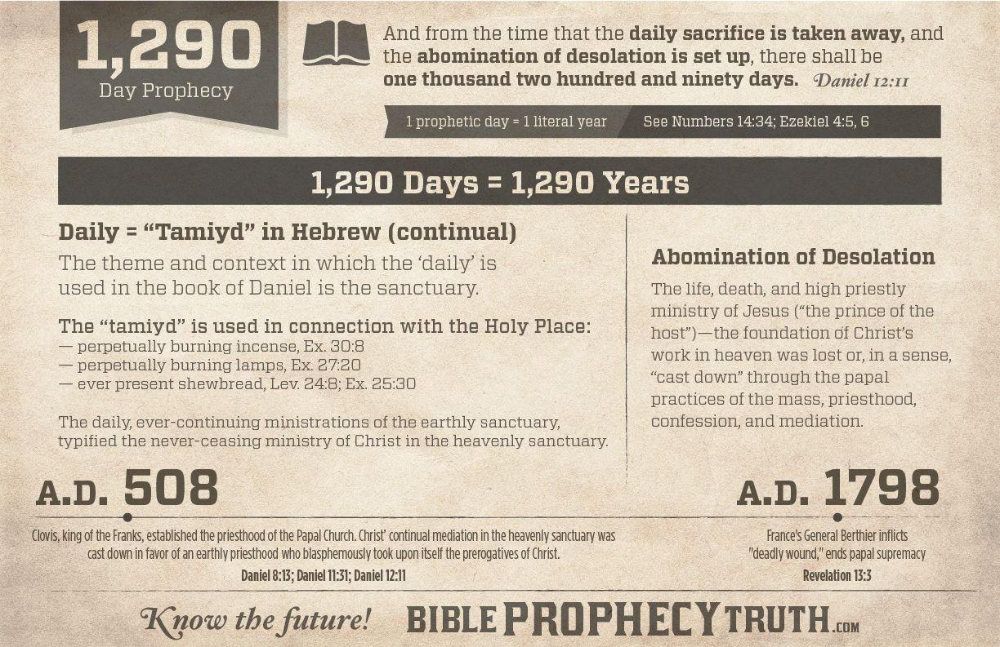 1,290
Day Prophecy
And from the time that the daily sacrifice is taken away, and
the abomination of desolation is set up, there shall be
one thousand two hundred and ninety days. Daniel 12:11
1 prophetic day = 1 literal year See Numbers 14:34; Ezekiel 4:5, 6
1,290 Days = 1,290 Years
Daily = “Tamiyd” in Hebrew (continual)
The theme and context in which the ‘daily’ is
used in the book of Daniel is the sanctuary.
The “tamiyd” is used in connection with the Holy Place:
— perpetually burning incense, Ex. 30:8
— perpetually burning lamps, Ex. 27:20
— ever present shewbread, Lev. 24:8; Ex. 25:30
The daily, ever-continuing ministrations of the earthly sanctuary,
typified the never-ceasing ministry of Christ in the heavenly sanctuary.
Abomination of Desolation
The life, death, and high priestly
ministry of Jesus (“the prince of the
host”)—the foundation of Christ’s
work in heaven was lost or, in a sense,
“cast down” through the papal
practices of the mass, priesthood,
confession, and mediation.
A.D. 508
Clovis, king of the Franks, established the priesthood of the Papal Church. Christ’ continual mediation in the heavenly sanctuary was
cast down in favor of an earthly priesthood who blasphemously took upon itself the prerogatives of Christ.
Daniel 8:13; Daniel 11:31; Daniel 12:11
A.D. 1798
France's General Berthier inflicts
"deadly wound," ends papal supremacy
Revelation 13:3
Know the future! BIBLE PROPHECY TRUTH.COM